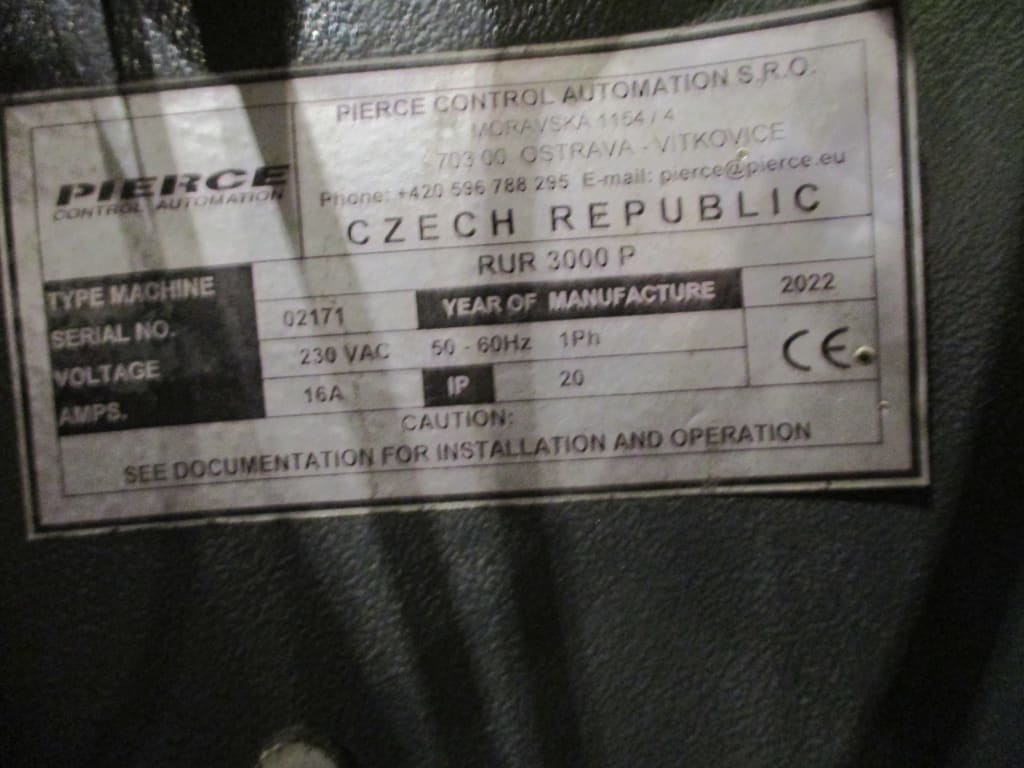 PIERCE
CONTROL AUTOMATION
PIERCE CONTROL AUTOMATION S.R.O.
MORAVSKA 1154 / 4
703 00 OSTRAVA - VITKOVICE
Phone: +420 596 788 295 E-mail: pierce@pierce.eu
CZECH REPUBLIC
TYPE MACHINE RUR 3000 P
SERIAL NO. 02171 YEAR OF MANUFACTURE 2022
VOLTAGE 230 VAC 50 - 60Hz 1Ph CE
AMPS. 16A IP 20
CAUTION:
SEE DOCUMENTATION FOR INSTALLATION AND OPERATION